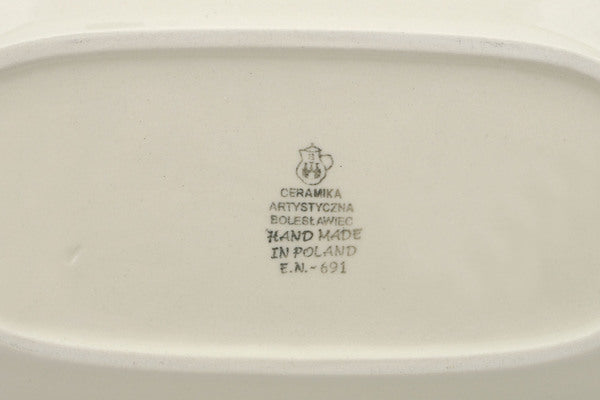 CERAMIKA
ARTYSTYCZNA
BOLESŁAWIEC
HAND MADE
IN POLAND
E.N.-691